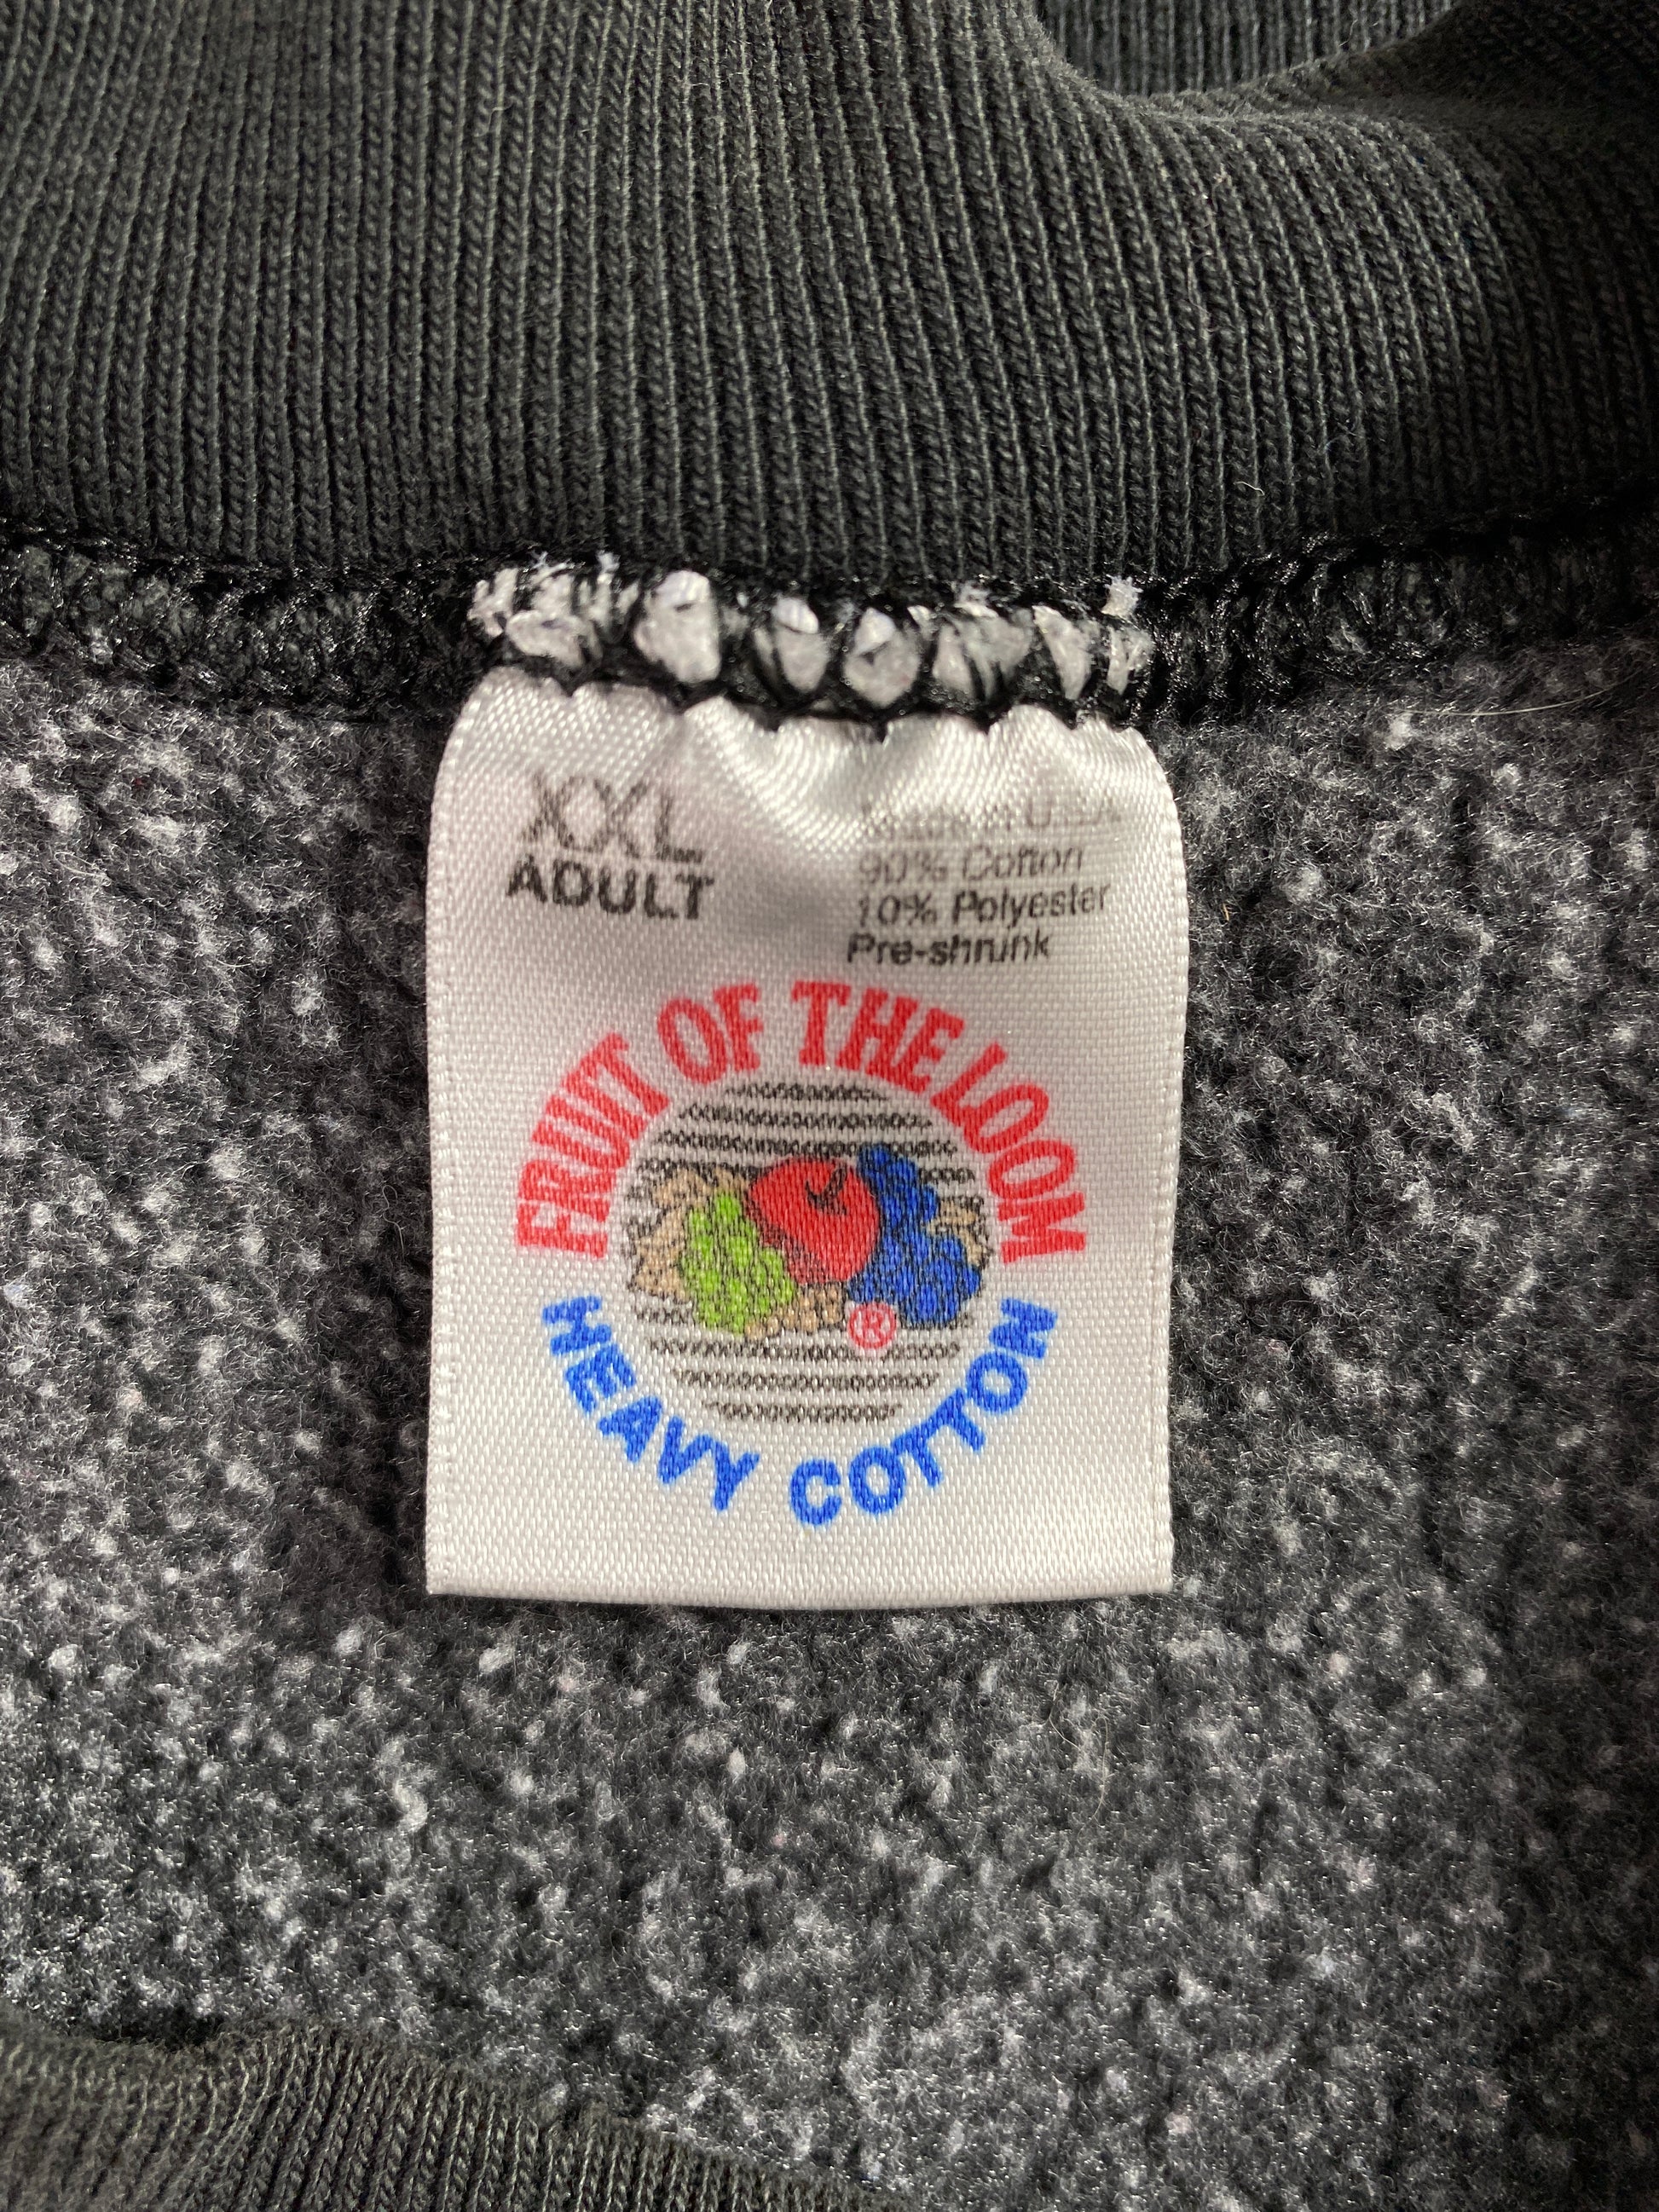 XXL
ADULT
U.S.A.
90% Cotton
10% Polyester
Pre-shrunk
FRUIT OF THE LOOM
®
HEAVY COTTON